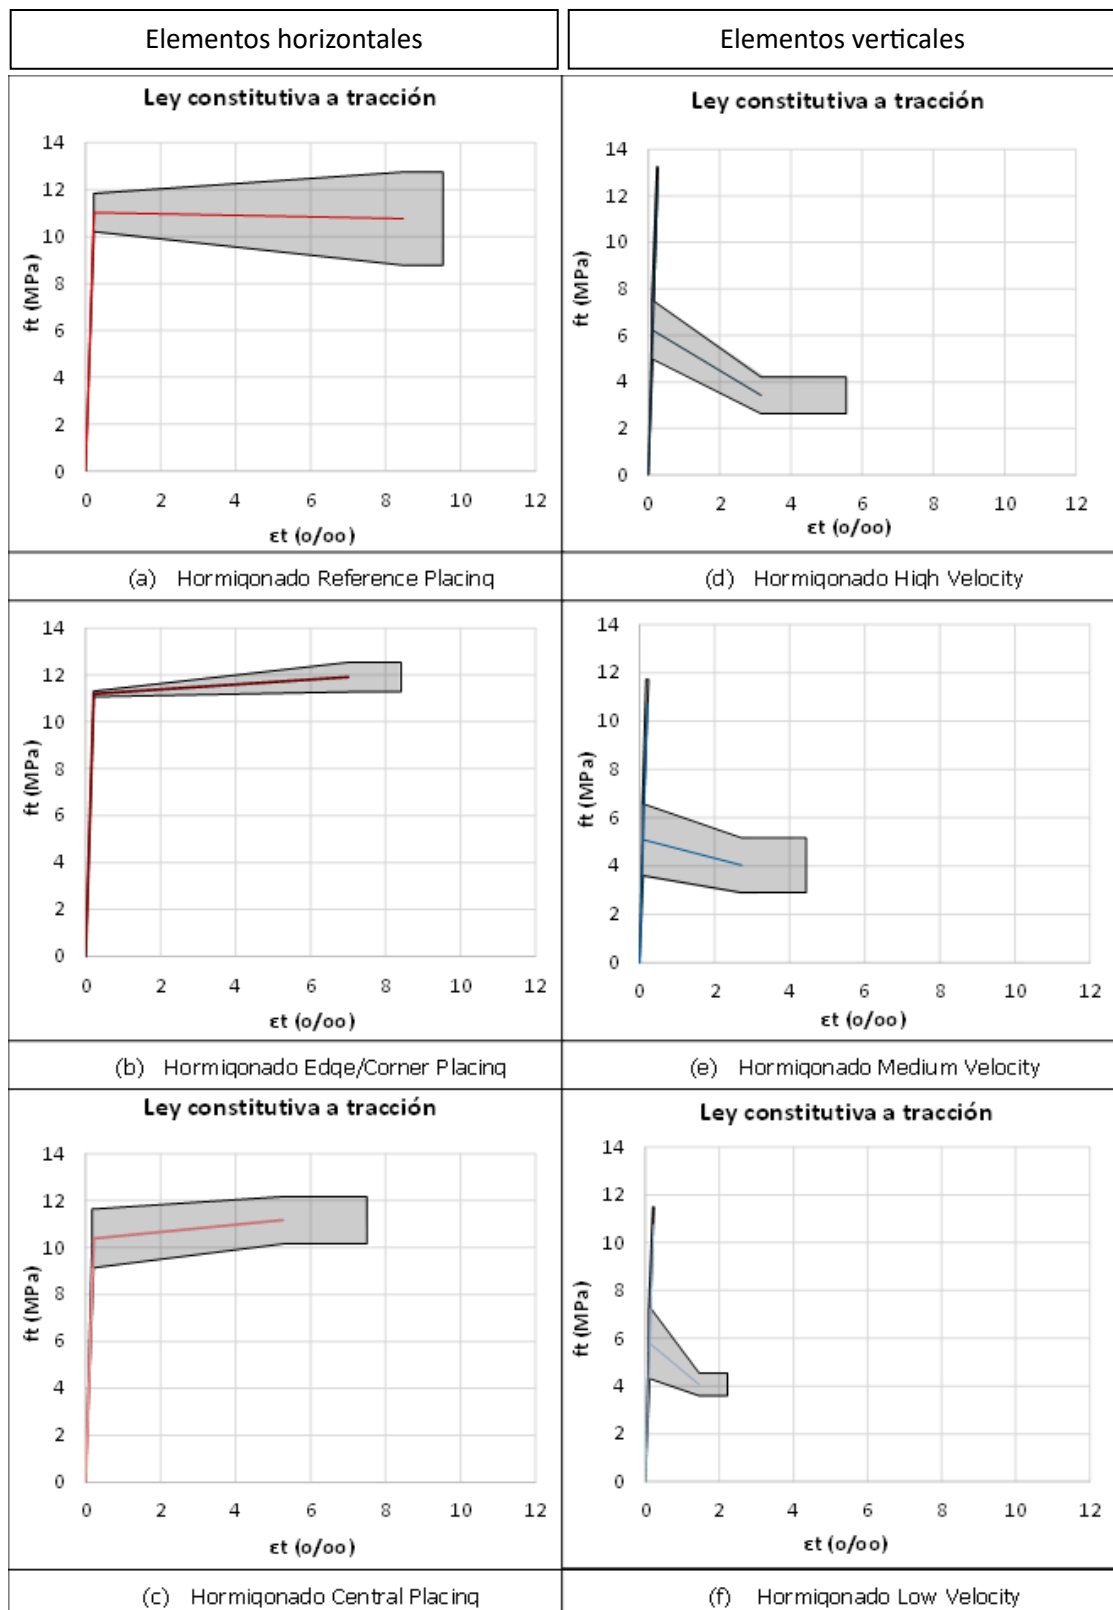 Elementos horizontales
Elementos verticales
Ley constitutiva a tracción
14
12
10
8
6
4
2
0
ft (MPa)
0 2 4 6 8 10 12
εt (o/oo)
(a) Hormigonado Reference Placing
Ley constitutiva a tracción
14
12
10
8
6
4
2
0
ft (MPa)
0 2 4 6 8 10 12
εt (o/oo)
(d) Hormigonado High Velocity
14
12
10
8
6
4
2
0
ft (MPa)
0 2 4 6 8 10 12
εt (o/oo)
(b) Hormigonado Edge/Corner Placing
14
12
10
8
6
4
2
0
ft (MPa)
0 2 4 6 8 10 12
εt (o/oo)
(e) Hormigonado Medium Velocity
Ley constitutiva a tracción
14
12
10
8
6
4
2
0
ft (MPa)
0 2 4 6 8 10 12
εt (o/oo)
(c) Hormigonado Central Placing
Ley constitutiva a tracción
14
12
10
8
6
4
2
0
ft (MPa)
0 2 4 6 8 10 12
εt (o/oo)
(f) Hormigonado Low Velocity